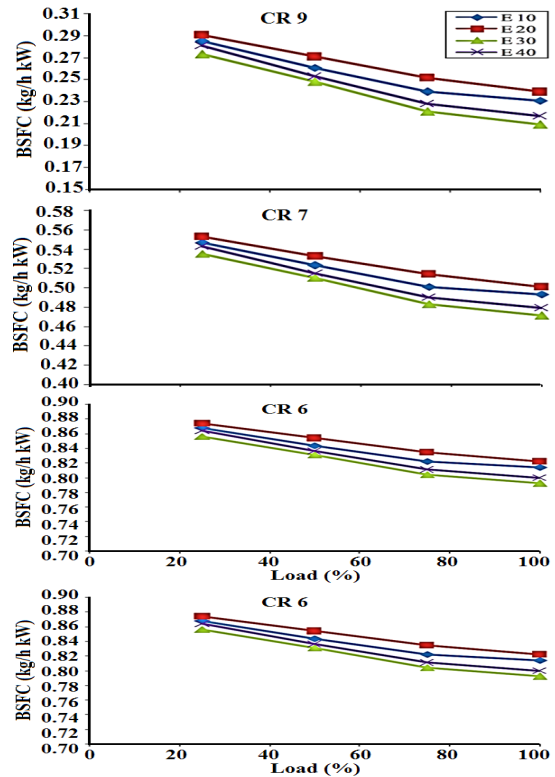 CR 9
E 10
E 20
E 30
E 40
BSFC (kg/h kW)
0.31
0.29
0.27
0.25
0.23
0.21
0.19
0.17
0.15
CR 7
BSFC (kg/h kW)
0.58
0.56
0.54
0.52
0.50
0.48
0.46
0.44
0.42
0.40
CR 6
BSFC (kg/h kW)
0.90
0.88
0.86
0.84
0.82
0.80
0.78
0.76
0.74
0.72
0.70
0 20 40 60 80 100
Load (%)
CR 6
BSFC (kg/h kW)
0.90
0.88
0.86
0.84
0.82
0.80
0.78
0.76
0.74
0.72
0.70
0 20 40 60 80 100
Load (%)